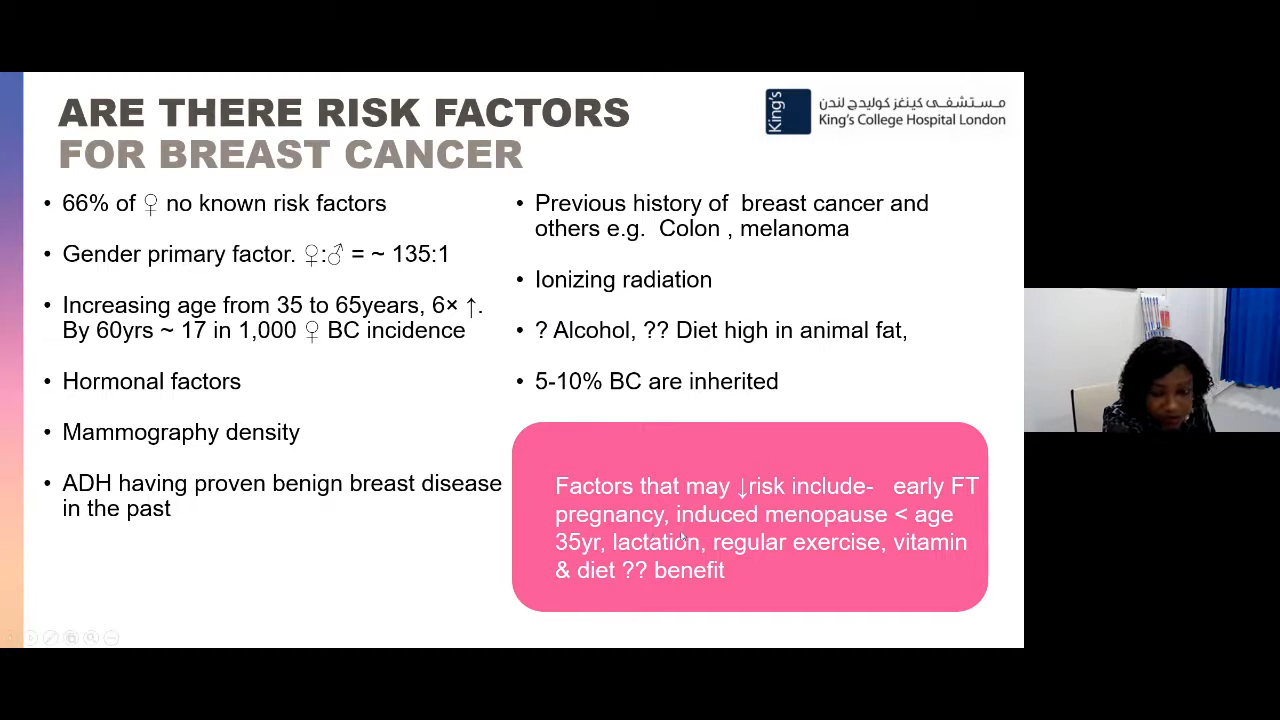 ARE THERE RISK FACTORS
FOR BREAST CANCER
King's
مستشفى كينغز كوليدج لندن
King's College Hospital London
• 66% of ♀ no known risk factors
• Gender primary factor. ♀:♂ = ~ 135:1
• Increasing age from 35 to 65years, 6× ↑.
By 60yrs ~ 17 in 1,000 ♀ BC incidence
• Hormonal factors
• Mammography density
• ADH having proven benign breast disease
in the past
• Previous history of breast cancer and
others e.g. Colon , melanoma
• Ionizing radiation
• ? Alcohol, ?? Diet high in animal fat,
• 5-10% BC are inherited
Factors that may ↓risk include- early FT
pregnancy, induced menopause < age
35yr, lactation, regular exercise, vitamin
& diet ?? benefit